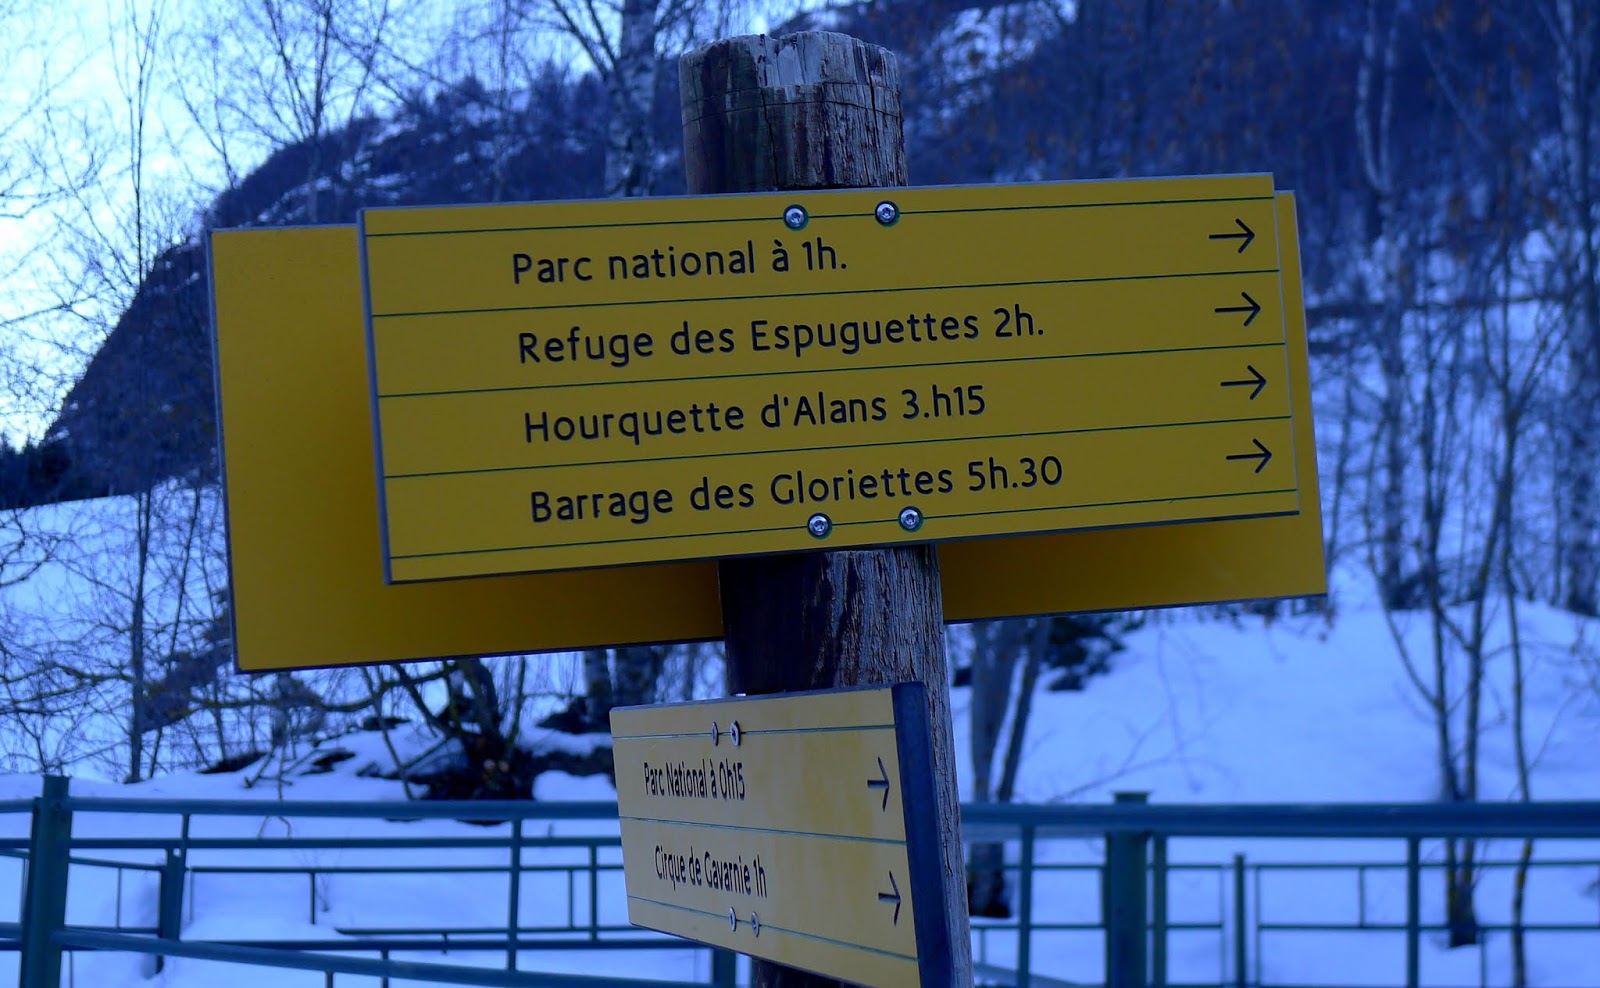 Parc national à 1h.
Refuge des Espuguettes 2h.
Hourquette d'Alans 3.h15
Barrage des Gloriettes 5h.30
Parc National à 0h15
Cirque de Gavarnie 1h